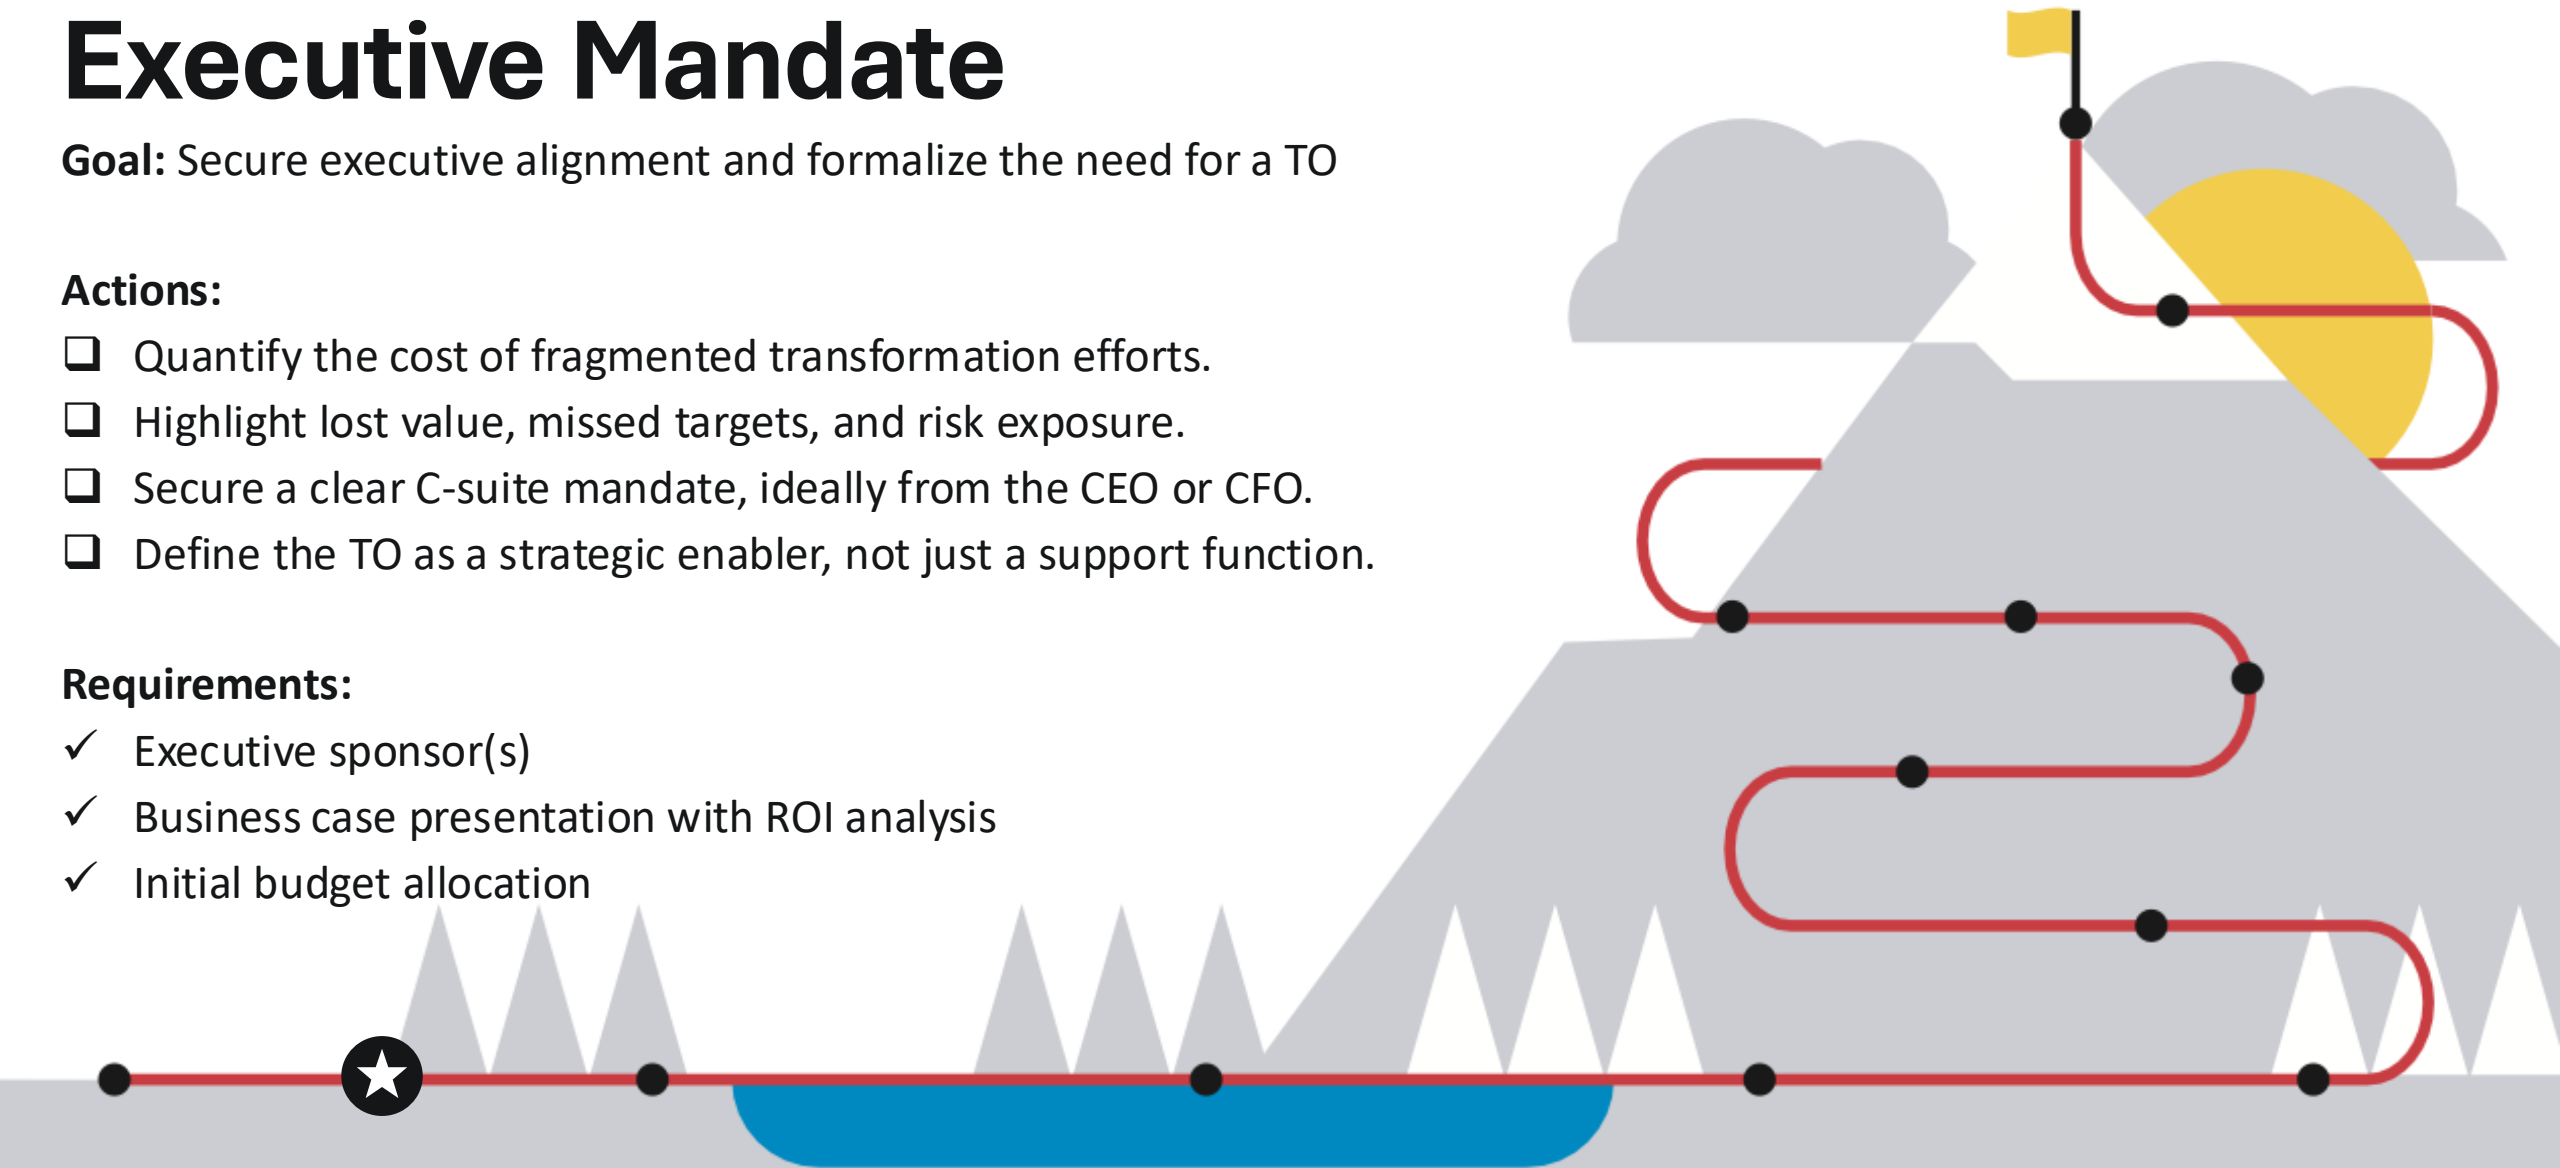 Executive Mandate
Goal: Secure executive alignment and formalize the need for a TO
Actions:
❑ Quantify the cost of fragmented transformation efforts.
❑ Highlight lost value, missed targets, and risk exposure.
❑ Secure a clear C-suite mandate, ideally from the CEO or CFO.
❑ Define the TO as a strategic enabler, not just a support function.
Requirements:
✓ Executive sponsor(s)
✓ Business case presentation with ROI analysis
✓ Initial budget allocation